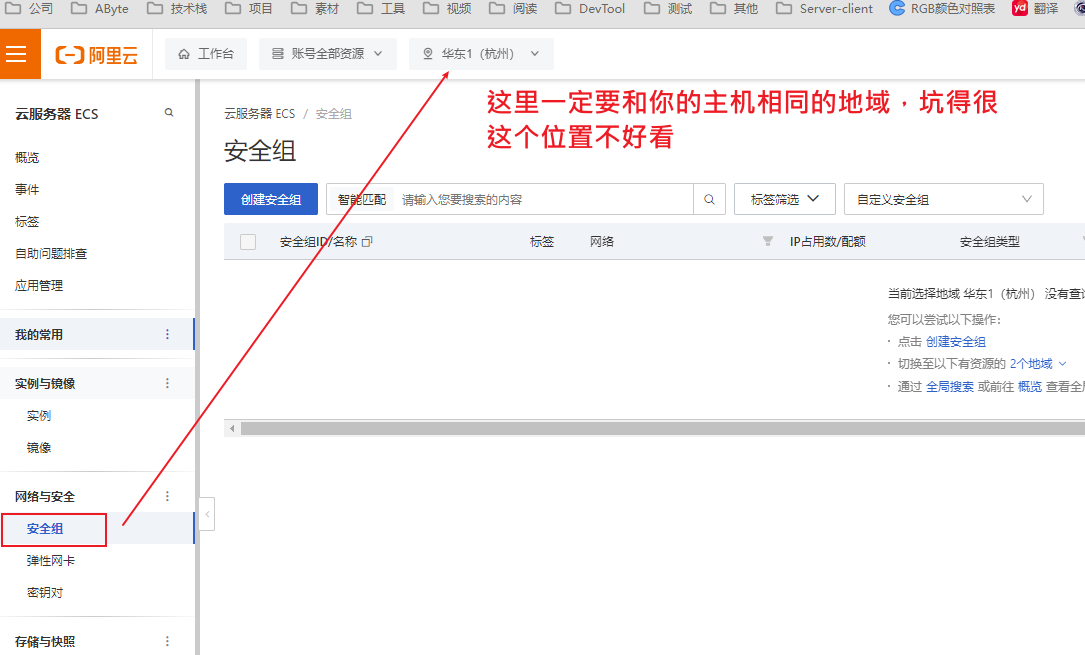 公司 AByte 技术栈 项目 素材 工具 视频 阅读 DevTool 测试 其他 Server-client RGB颜色对照表 yd 翻译
阿里云 工作台 账号全部资源 华东1（杭州）
这里一定要和你的主机相同的地域，坑得很
这个位置不好看
云服务器 ECS
云服务器 ECS / 安全组
安全组
概览
事件
标签
自助问题排查
应用管理
我的常用
实例与镜像
实例
镜像
网络与安全
安全组
弹性网卡
密钥对
存储与快照
创建安全组 智能匹配 请输入您要搜索的内容 标签筛选 自定义安全组
安全组ID/名称 标签 网络 IP占用数/配额 安全组类型
当前选择地域 华东1（杭州） 没有查
您可以尝试以下操作：
· 点击 创建安全组
· 切换至以下有资源的 2个地域
· 通过 全局搜索 或前往 概览 查看全